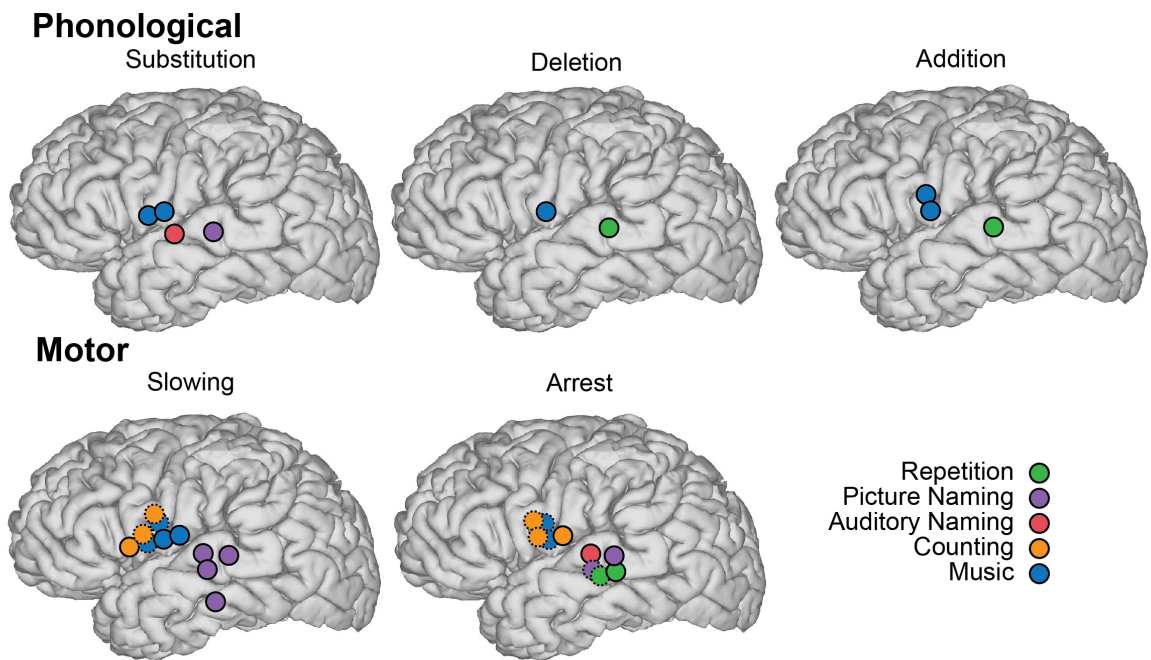 Phonological
Substitution
Deletion
Addition
Motor
Slowing
Arrest
Repetition
Picture Naming
Auditory Naming
Counting
Music